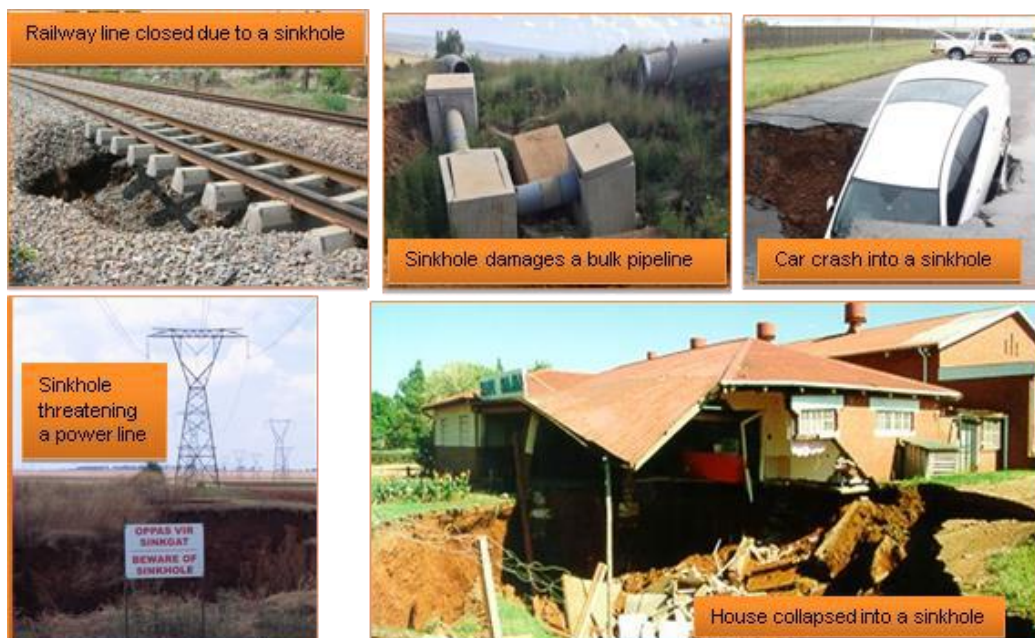 Railway line closed due to a sinkhole
Sinkhole damages a bulk pipeline
Car crash into a sinkhole
Sinkhole
threatening
a power line
OPPAS VIR
SINKGAT
BEWARE OF
SINKHOLE
House collapsed into a sinkhole